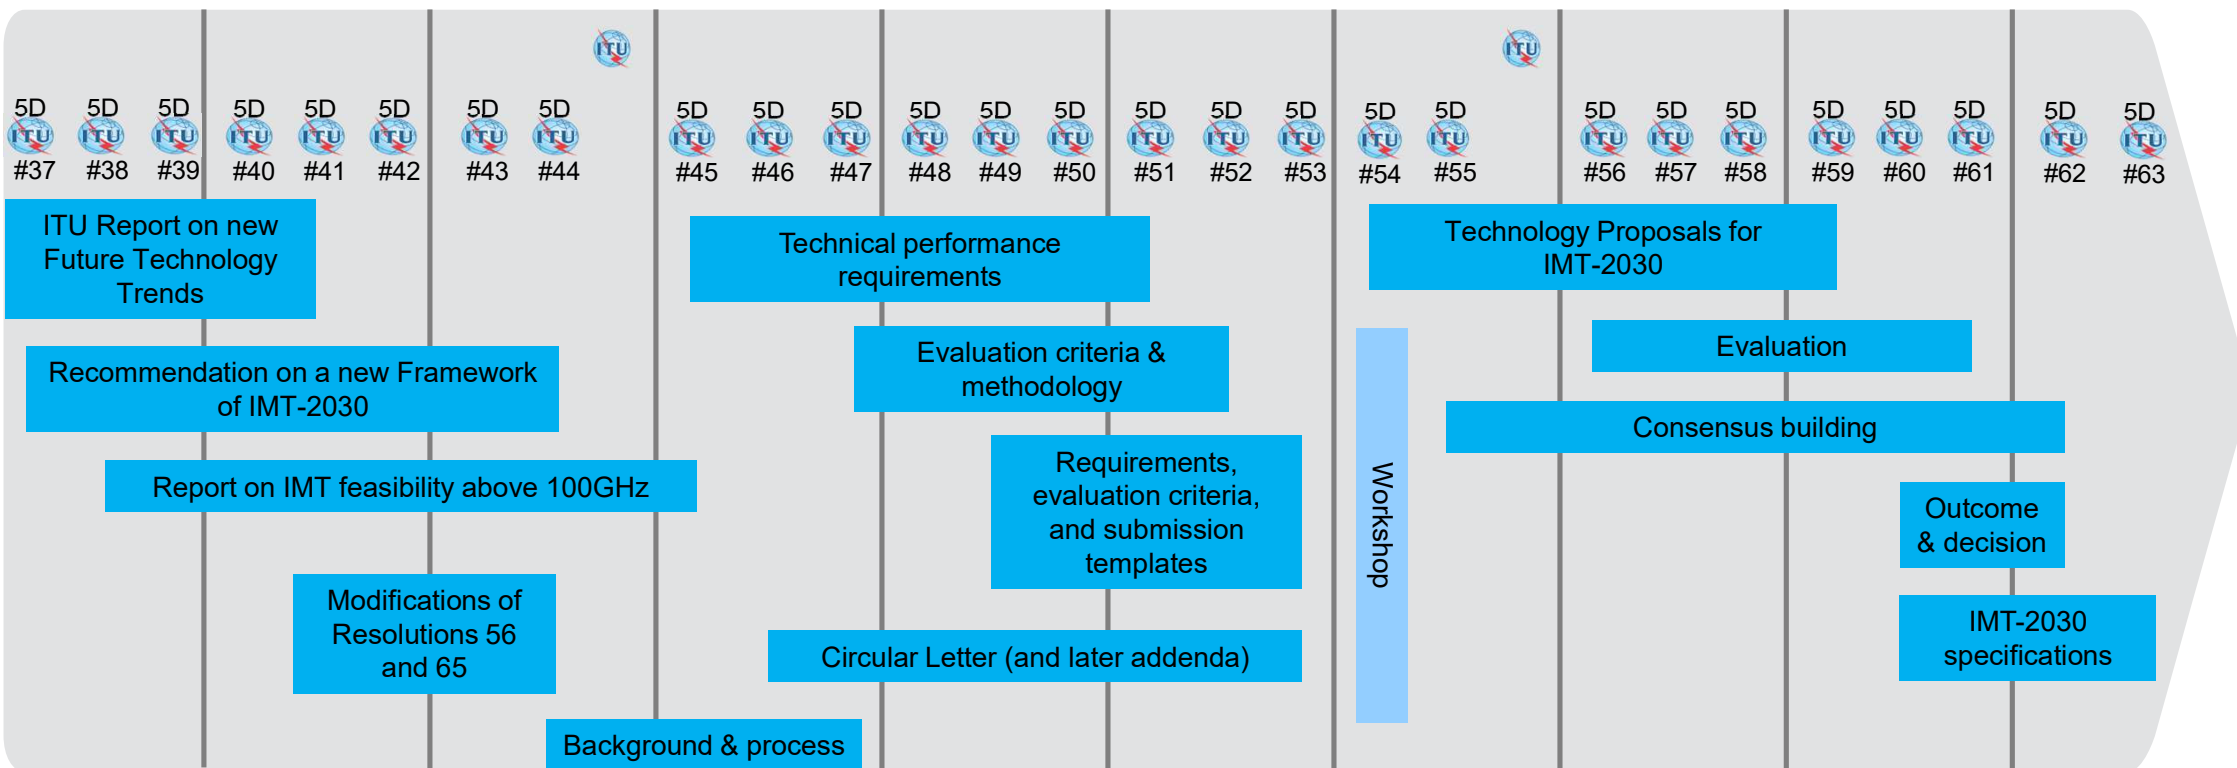 ITU
ITU
5D 5D 5D 5D 5D 5D 5D 5D 5D 5D 5D 5D 5D 5D 5D 5D 5D 5D 5D 5D 5D 5D 5D 5D 5D 5D 5D
ITU ITU ITU ITU ITU ITU ITU ITU ITU ITU ITU ITU ITU ITU ITU ITU ITU ITU ITU ITU ITU ITU ITU ITU ITU ITU ITU
#37 #38 #39 #40 #41 #42 #43 #44 #45 #46 #47 #48 #49 #50 #51 #52 #53 #54 #55 #56 #57 #58 #59 #60 #61 #62 #63
ITU Report on new
Future Technology
Trends
Technical performance
requirements
Technology Proposals for
IMT-2030
Recommendation on a new Framework
of IMT-2030
Evaluation criteria &
methodology
Evaluation
Consensus building
Report on IMT feasibility above 100GHz
Requirements,
evaluation criteria,
and submission
templates
Workshop
Outcome
& decision
Modifications of
Resolutions 56
and 65
Circular Letter (and later addenda)
IMT-2030
specifications
Background & process